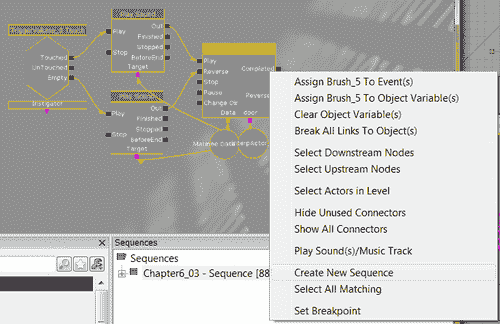 Play
Out
Finished
Stopped
BeforeEnd
Stop
Target
Touched
UnTouched
Empty
Instigator
Play
Reverse
Stop
Pause
Change Di
Completed
Reverse
Data
door
Play
Out
Finished
Stopped
BeforeEnd
Stop
Target
Assign Brush_5 To Event(s)
Assign Brush_5 To Object Variable(s)
Clear Object Variable(s)
Break All Links To Object(s)
Select Downstream Nodes
Select Upstream Nodes
Select Actors in Level
Hide Unused Connectors
Show All Connectors
Play Sound(s)/Music Track
Create New Sequence
Select All Matching
Set Breakpoint
Sequences
Sequences
Chapter6_03 - Sequence [88